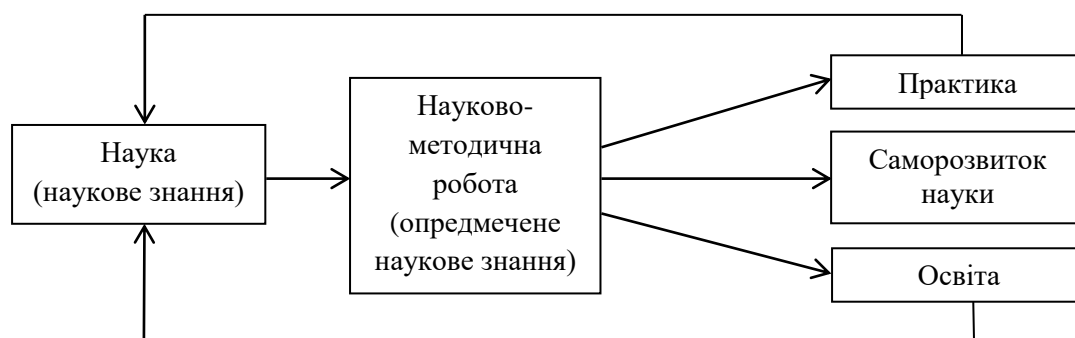 Наука
(наукове знання)
Науково-
методична
робота
(опредмечене
наукове знання)
Практика
Саморозвиток
науки
Освіта